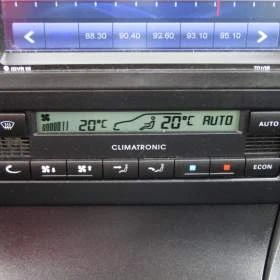 88.30 90.40 92.60 93.10 95.10
20°C 20°C AUTO
AUTO
CLIMATRONIC
ECON